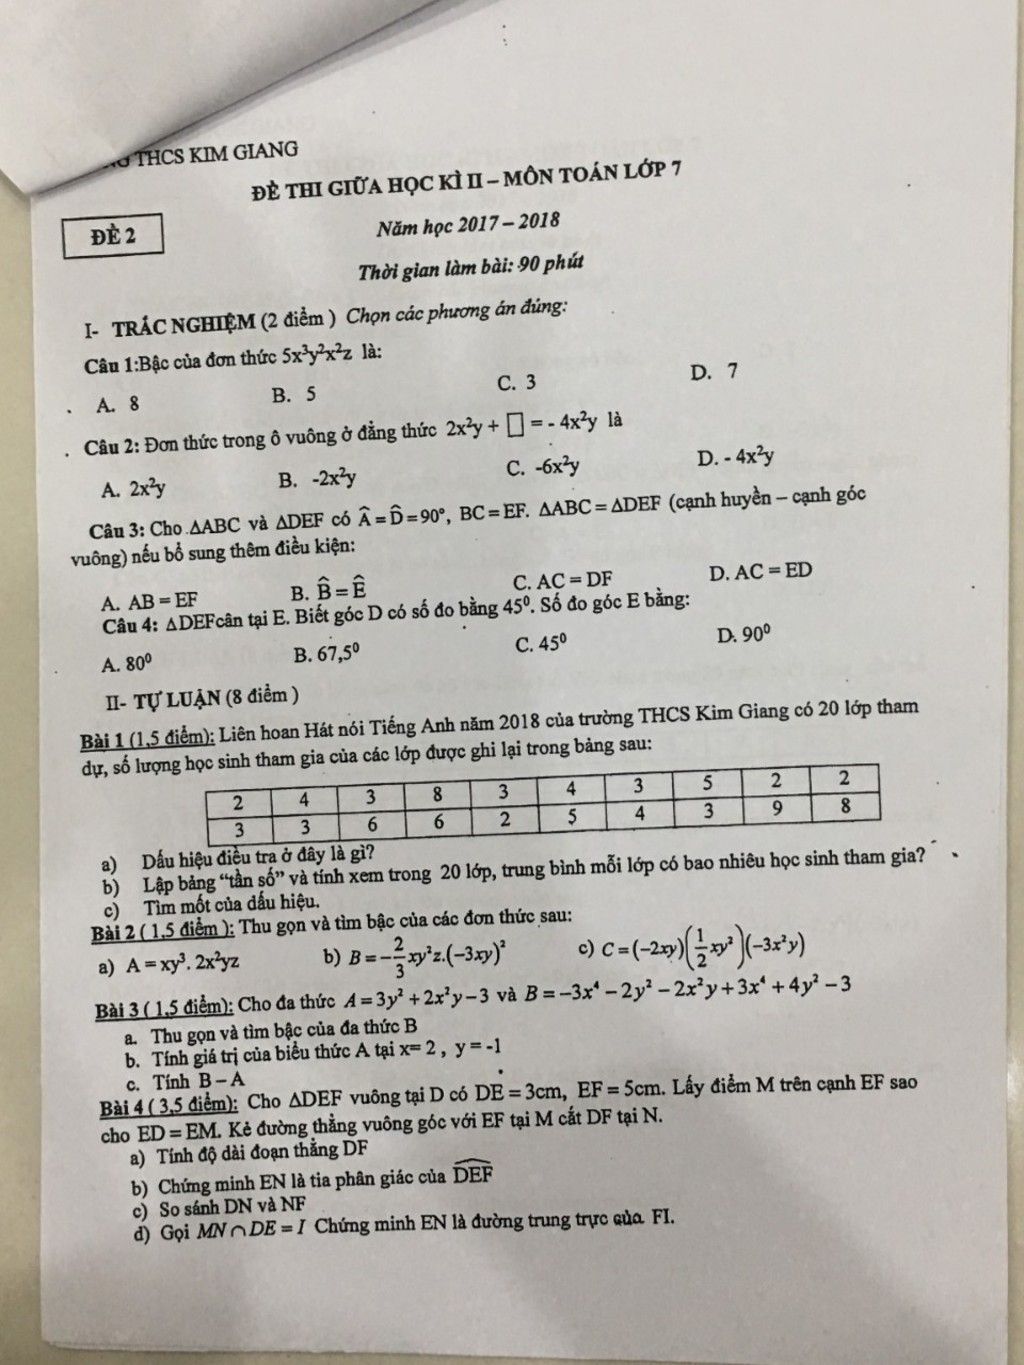 THCS KIM GIANG
ĐỀ THI GIỮA HỌC KÌ II – MÔN TOÁN LỚP 7
ĐỀ 2
Năm học 2017 – 2018
Thời gian làm bài: 90 phút
I- TRẮC NGHIỆM (2 điểm ) Chọn các phương án đúng:
Câu 1:Bậc của đơn thức 5x³y²x²z là:
A. 8 B. 5 C. 3 D. 7
Câu 2: Đơn thức trong ô vuông ở đẳng thức 2x²y + □ = - 4x²y là
A. 2x²y B. -2x²y C. -6x²y D. - 4x²y
Câu 3: Cho ΔABC và ΔDEF có Â = D̂ = 90°, BC = EF. ΔABC = ΔDEF (cạnh huyền – cạnh góc
vuông) nếu bổ sung thêm điều kiện:
A. AB = EF B. B̂ = Ê C. AC = DF D. AC = ED
Câu 4: ΔDEFcân tại E. Biết góc D có số đo bằng 45⁰. Số đo góc E bằng:
A. 80⁰ B. 67,5⁰ C. 45⁰ D. 90⁰
II- TỰ LUẬN (8 điểm )
Bài 1 (1,5 điểm): Liên hoan Hát nói Tiếng Anh năm 2018 của trường THCS Kim Giang có 20 lớp tham
dự, số lượng học sinh tham gia của các lớp được ghi lại trong bảng sau:
2 4 3 8 3 4 3 5 2 2
3 3 6 6 2 5 4 3 9 8
a) Dấu hiệu điều tra ở đây là gì?
b) Lập bảng “tần số” và tính xem trong 20 lớp, trung bình mỗi lớp có bao nhiêu học sinh tham gia?
c) Tìm mốt của dấu hiệu.
Bài 2 ( 1,5 điểm ): Thu gọn và tìm bậc của các đơn thức sau:
a) A = xy³. 2x²yz b) B = -2/3 xy²z.(-3xy)² c) C = (-2xy)(1/2 xy²)(-3x²y)
Bài 3 ( 1,5 điểm): Cho đa thức A = 3y² + 2x²y – 3 và B = –3x⁴ – 2y² – 2x²y + 3x⁴ + 4y² – 3
a. Thu gọn và tìm bậc của đa thức B
b. Tính giá trị của biểu thức A tại x= 2 , y = -1
c. Tính B – A
Bài 4 ( 3,5 điểm): Cho ΔDEF vuông tại D có DE = 3cm, EF = 5cm. Lấy điểm M trên cạnh EF sao
cho ED = EM. Kẻ đường thẳng vuông góc với EF tại M cắt DF tại N.
a) Tính độ dài đoạn thẳng DF
b) Chứng minh EN là tia phân giác của DEF
c) So sánh DN và NF
d) Gọi MN ∩ DE = I Chứng minh EN là đường trung trực của FI.